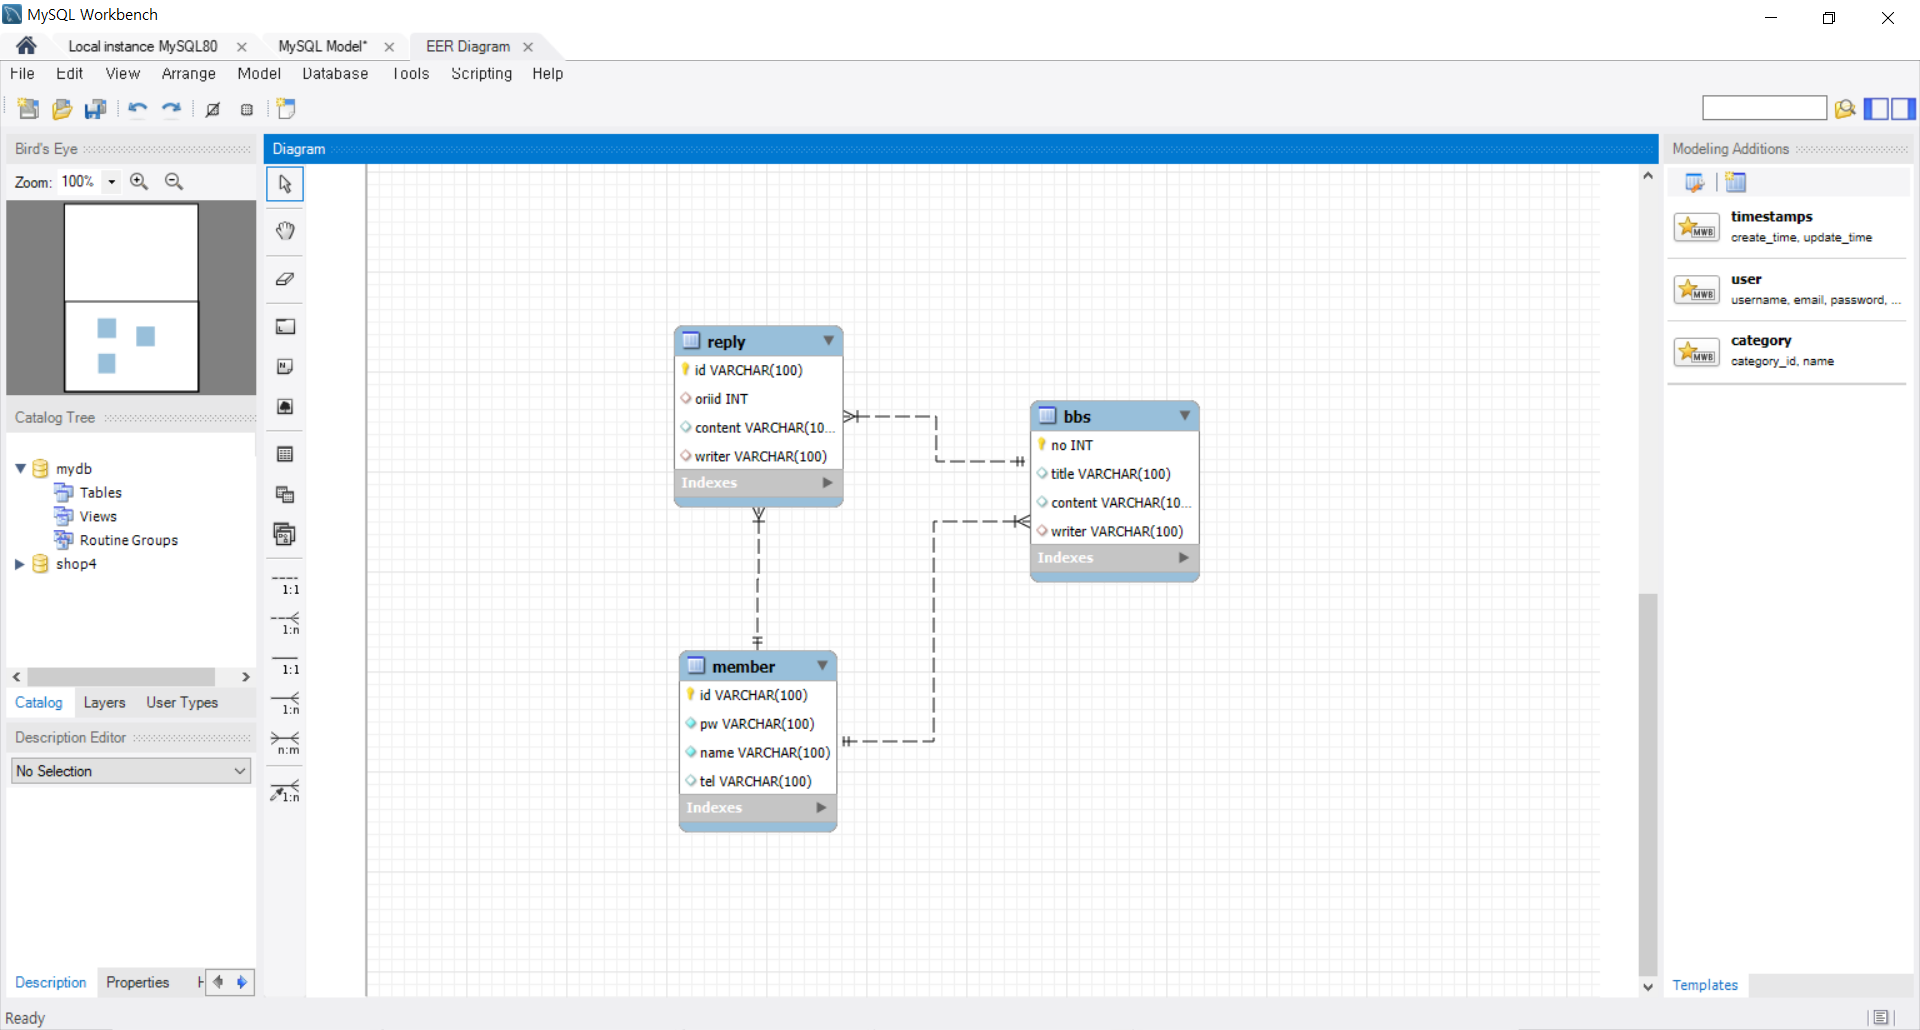 MySQL Workbench
Local instance MySQL80
MySQL Model*
EER Diagram
File Edit View Arrange Model Database Tools Scripting Help
Bird's Eye
Zoom: 100%
Catalog Tree
mydb
Tables
Views
Routine Groups
shop4
Catalog Layers User Types
Description Editor
No Selection
Description Properties H
Ready
Diagram
1:1
1:n
1:1
1:n
n:m
1:n
reply
id VARCHAR(100)
oriid INT
content VARCHAR(10...
writer VARCHAR(100)
Indexes
bbs
no INT
title VARCHAR(100)
content VARCHAR(10...
writer VARCHAR(100)
Indexes
member
id VARCHAR(100)
pw VARCHAR(100)
name VARCHAR(100)
tel VARCHAR(100)
Indexes
Modeling Additions
MWB
timestamps
create_time, update_time
MWB
user
username, email, password, ...
MWB
category
category_id, name
Templates